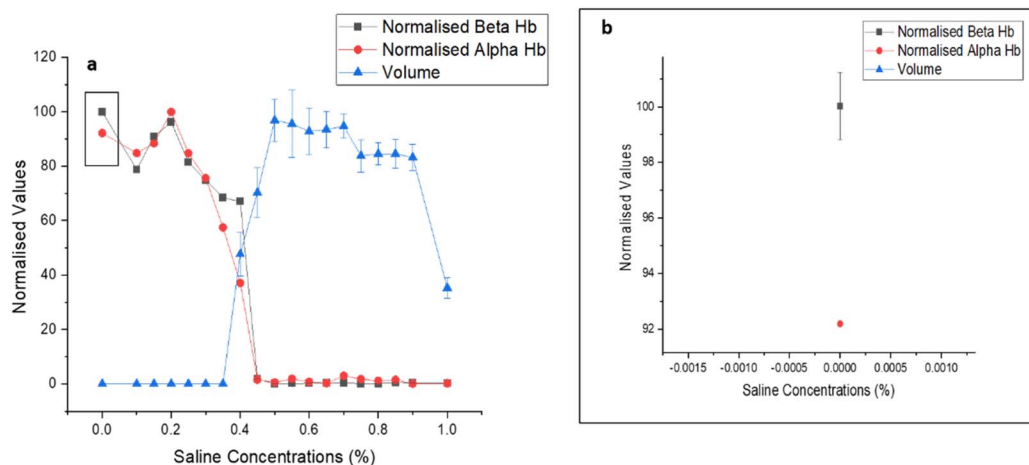 Normalised Beta Hb
Normalised Alpha Hb
Volume
a
120
100
80
60
40
20
0
Normalised Values
0.0 0.2 0.4 0.6 0.8 1.0
Saline Concentrations (%)
b
Normalised Beta Hb
Normalised Alpha Hb
Volume
100
98
96
94
92
Normalised Values
-0.0015 -0.0010 -0.0005 0.0000 0.0005 0.0010
Saline Concentrations (%)